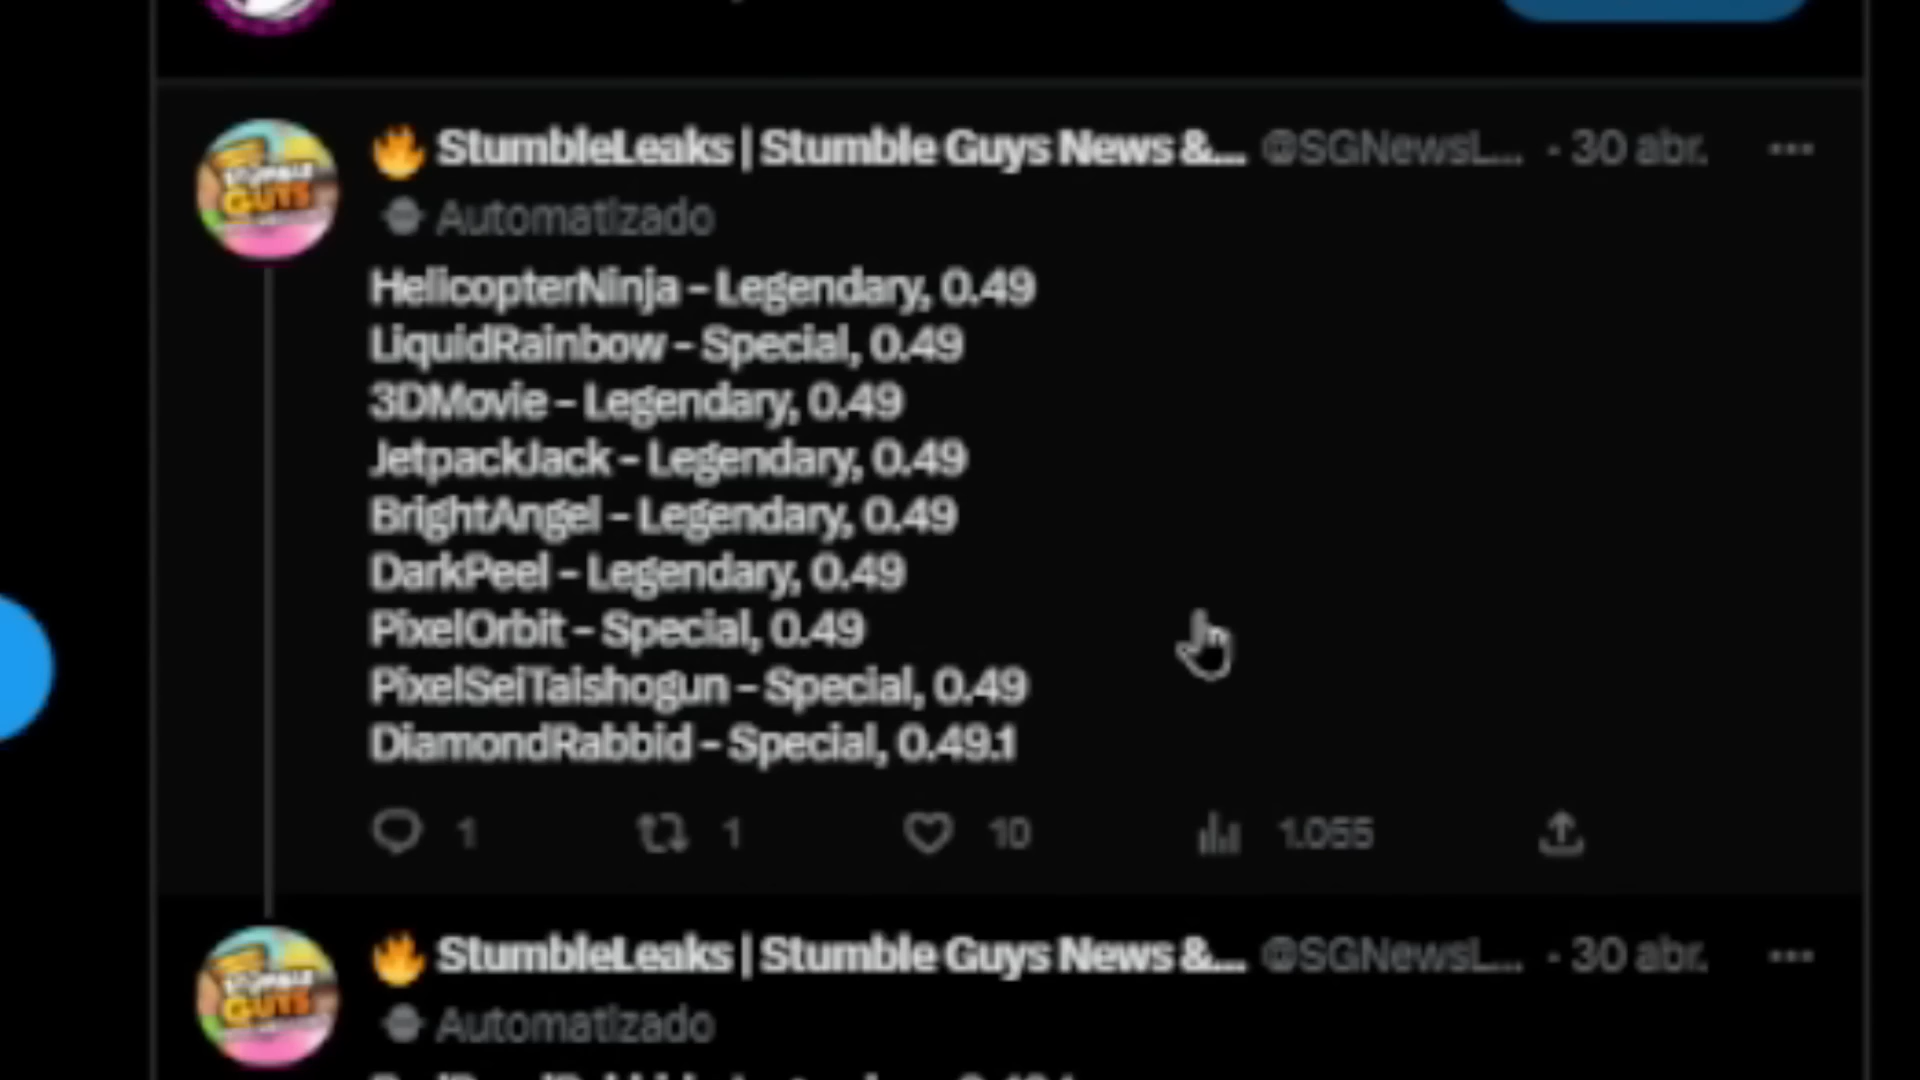 🔥 StumbleLeaks | Stumble Guys News &... @SGNewsL... · 30 abr. ...
Automatizado
HelicopterNinja - Legendary, 0.49
LiquidRainbow - Special, 0.49
3DMovie - Legendary, 0.49
JetpackJack - Legendary, 0.49
BrightAngel - Legendary, 0.49
DarkPeel - Legendary, 0.49
PixelOrbit - Special, 0.49
PixelSeiTaishogun - Special, 0.49
DiamondRabbid - Special, 0.49.1
1 1 10 1.055
🔥 StumbleLeaks | Stumble Guys News &... @SGNewsL... · 30 abr. ...
Automatizado